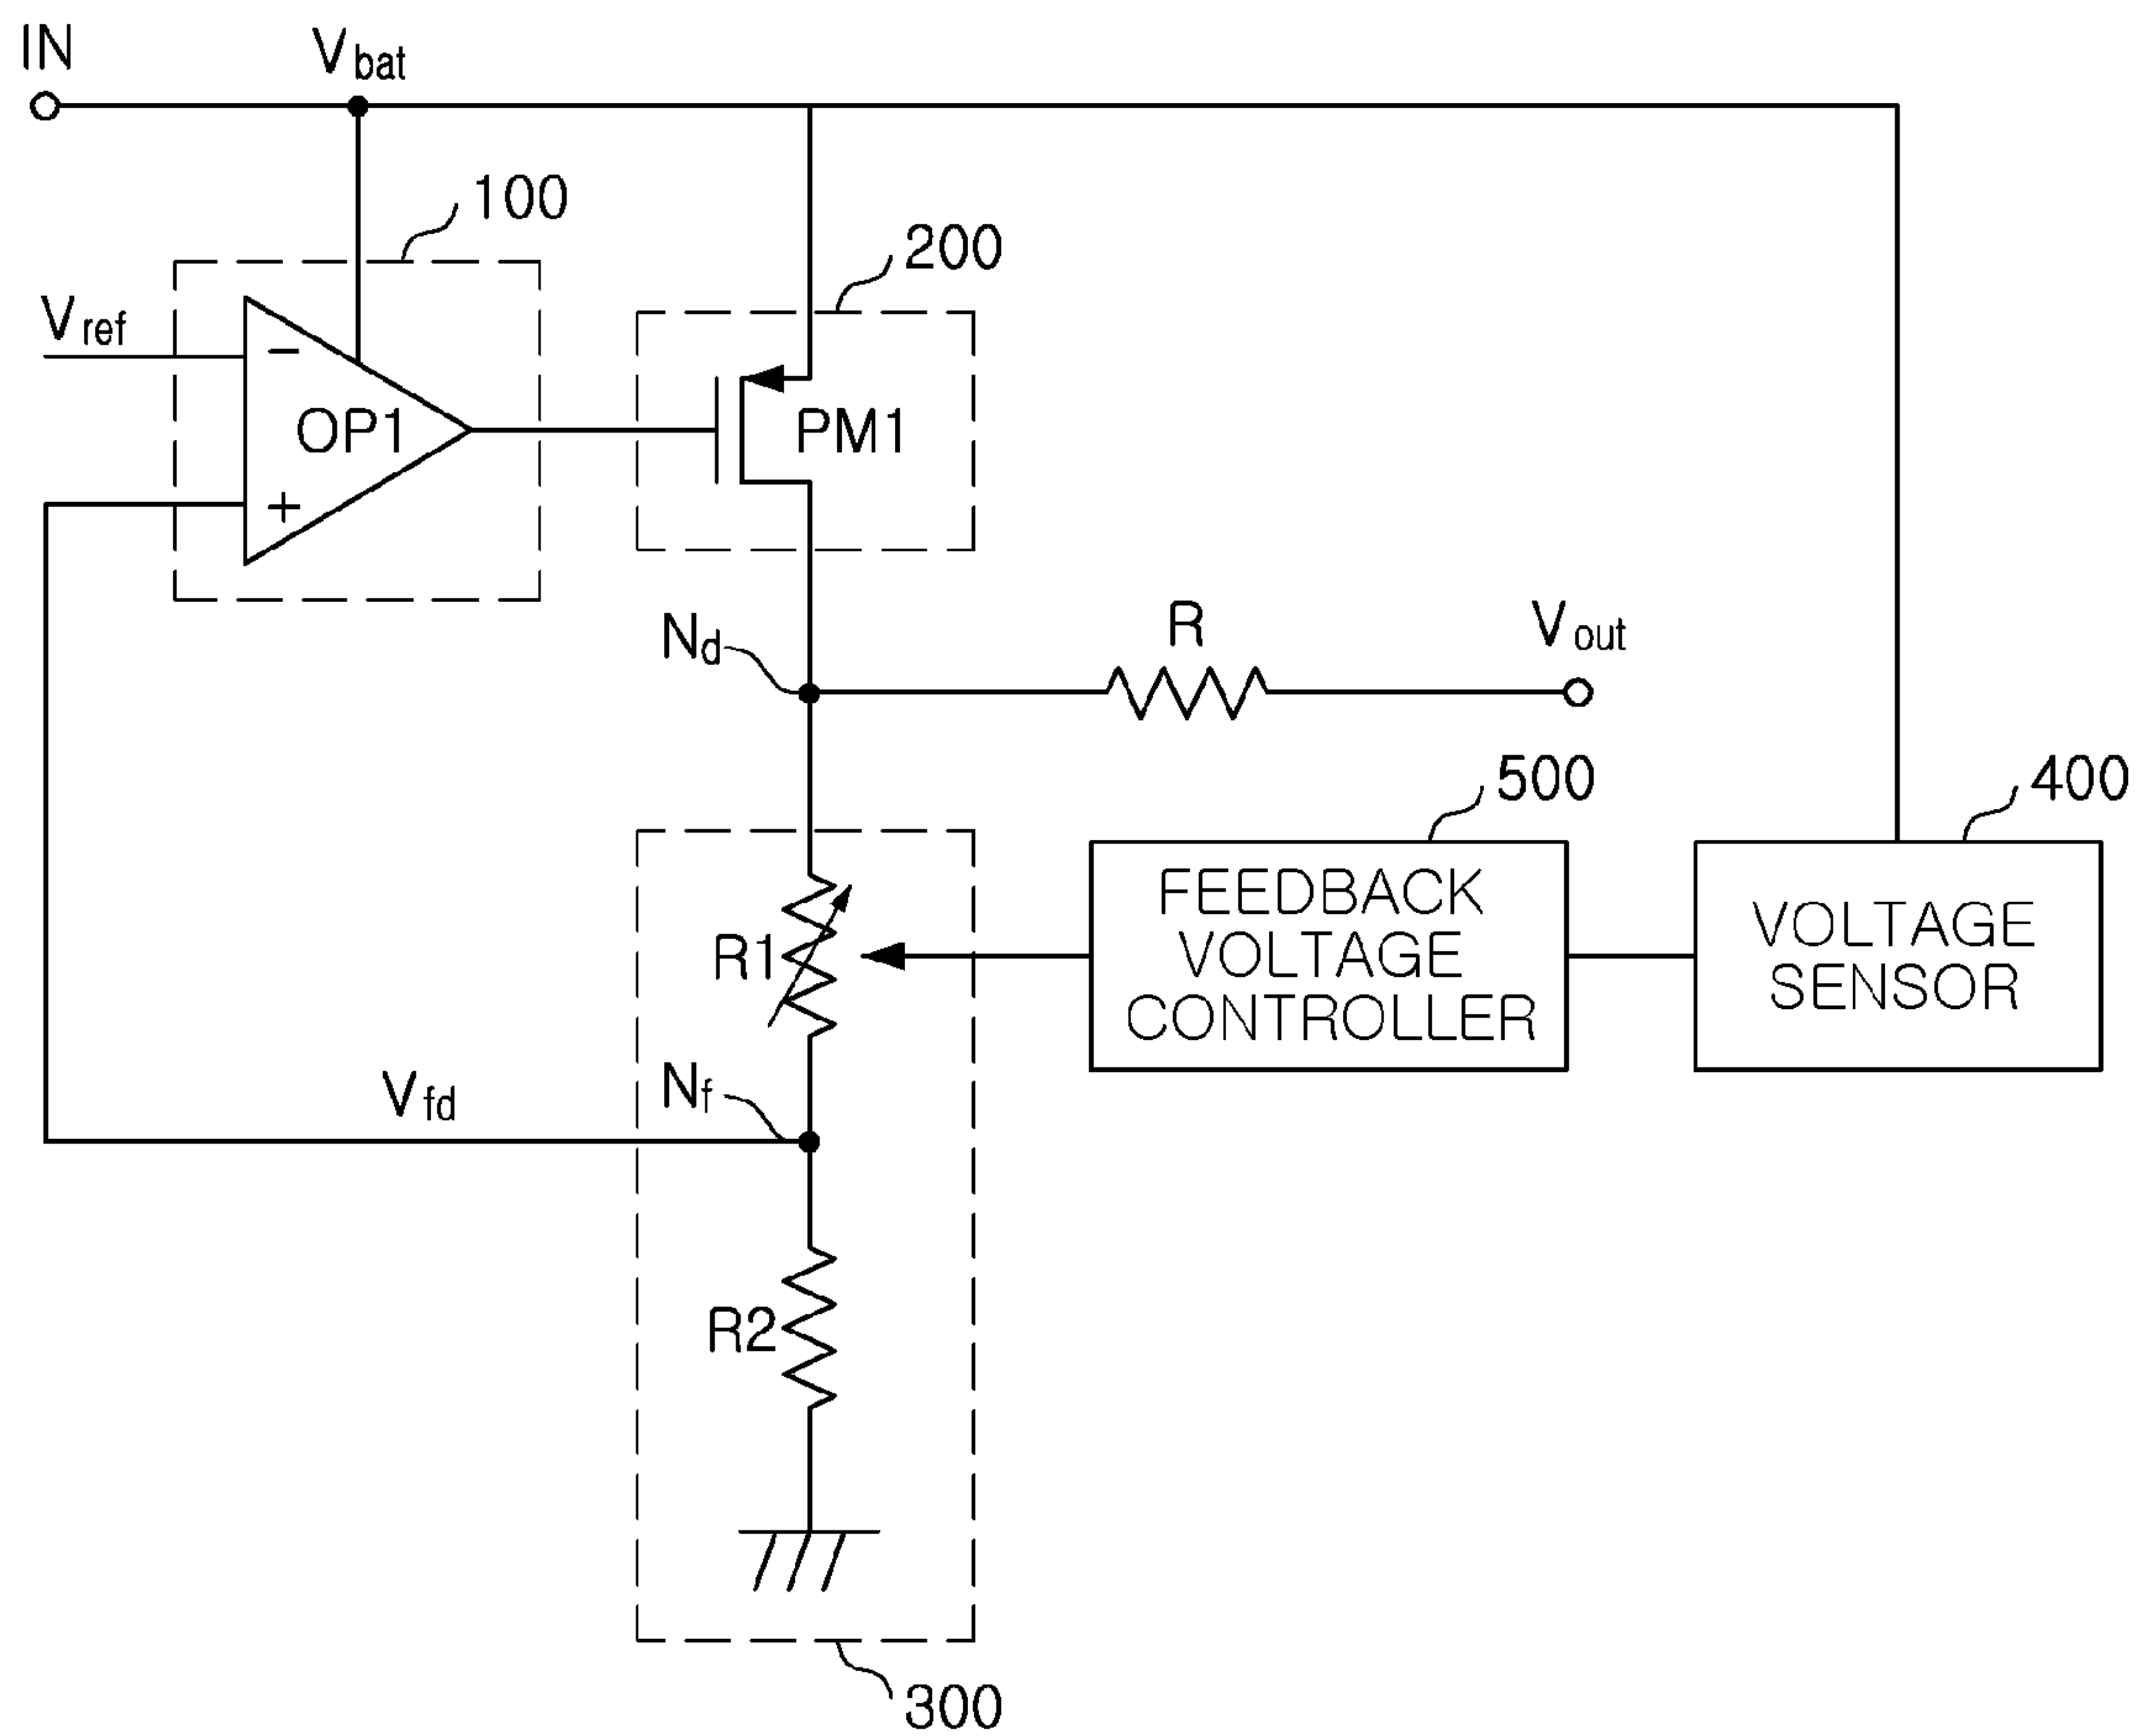 IN
Vbat
100
200
Vref
−
OP1
PM1
+
Nd
R
Vout
500
400
FEEDBACK
VOLTAGE
CONTROLLER
VOLTAGE
SENSOR
R1
Vfd
Nf
R2
300